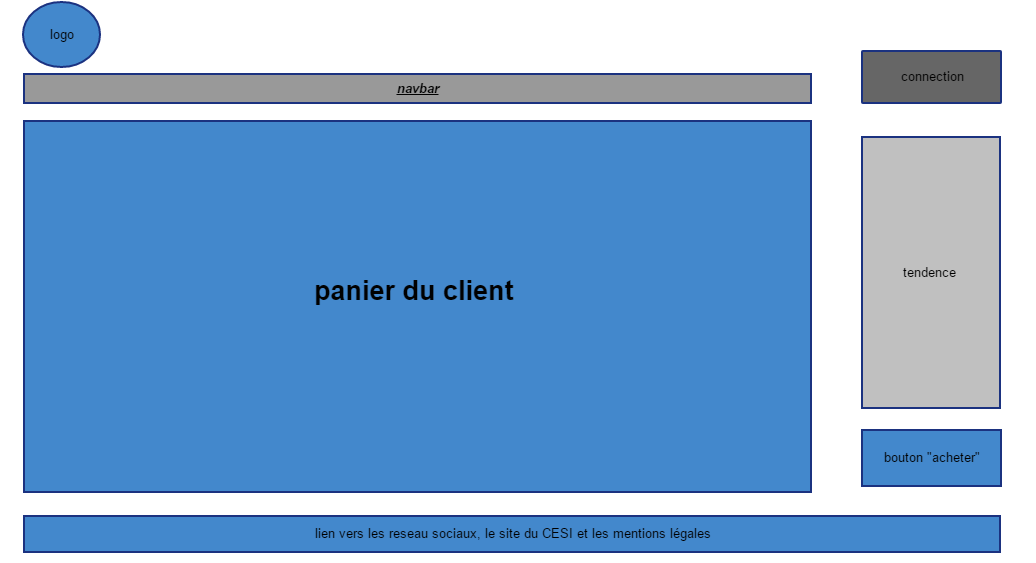 logo
connection
navbar
panier du client
tendence
bouton "acheter"
lien vers les reseau sociaux, le site du CESI et les mentions légales